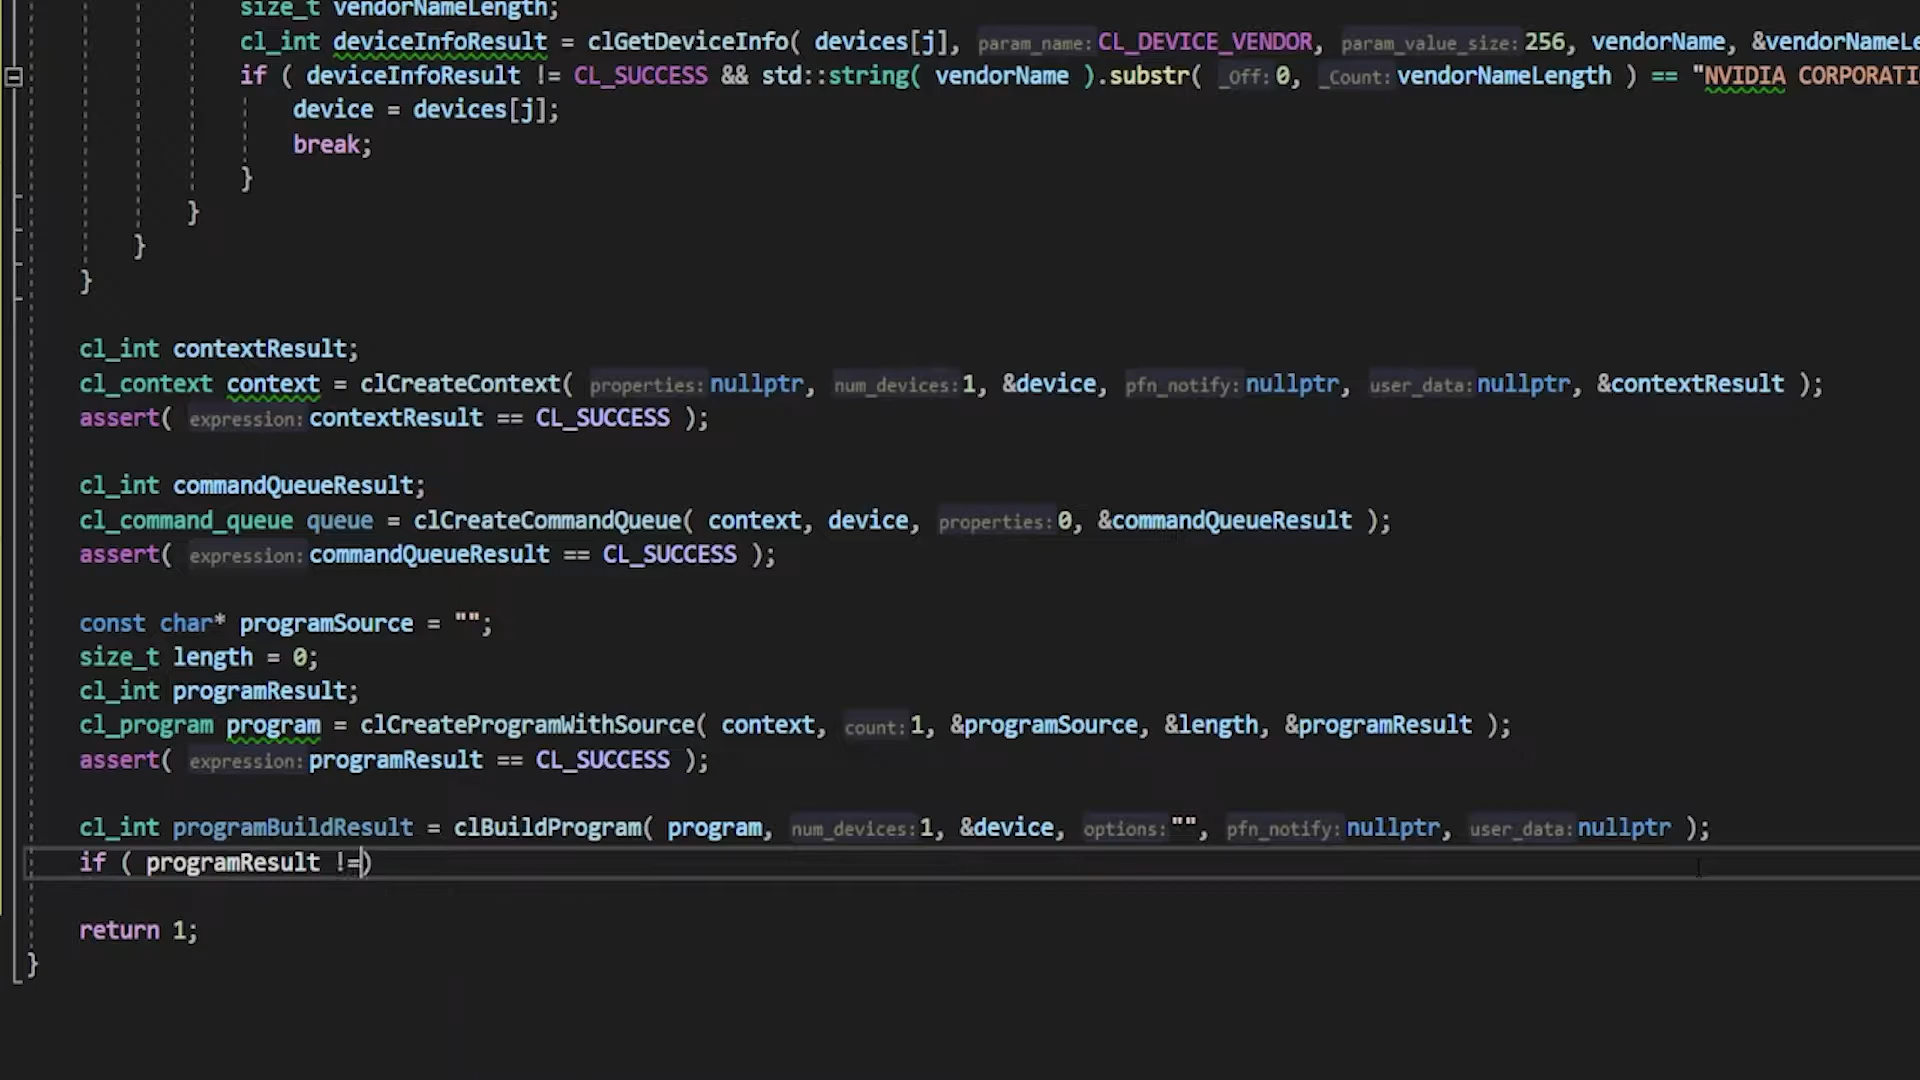 size_t vendorNameLength;
cl_int deviceInfoResult = clGetDeviceInfo( devices[j], param_name: CL_DEVICE_VENDOR, param_value_size: 256, vendorName, &vendorNameLe
if ( deviceInfoResult != CL_SUCCESS && std::string( vendorName ).substr( _Off: 0, _Count: vendorNameLength ) == "NVIDIA CORPORATI
device = devices[j];
break;
}
}
}
}
cl_int contextResult;
cl_context context = clCreateContext( properties: nullptr, num_devices: 1, &device, pfn_notify: nullptr, user_data: nullptr, &contextResult );
assert( expression: contextResult == CL_SUCCESS );
cl_int commandQueueResult;
cl_command_queue queue = clCreateCommandQueue( context, device, properties: 0, &commandQueueResult );
assert( expression: commandQueueResult == CL_SUCCESS );
const char* programSource = "";
size_t length = 0;
cl_int programResult;
cl_program program = clCreateProgramWithSource( context, count: 1, &programSource, &length, &programResult );
assert( expression: programResult == CL_SUCCESS );
cl_int programBuildResult = clBuildProgram( program, num_devices: 1, &device, options: "", pfn_notify: nullptr, user_data: nullptr );
if ( programResult !=)
return 1;
}